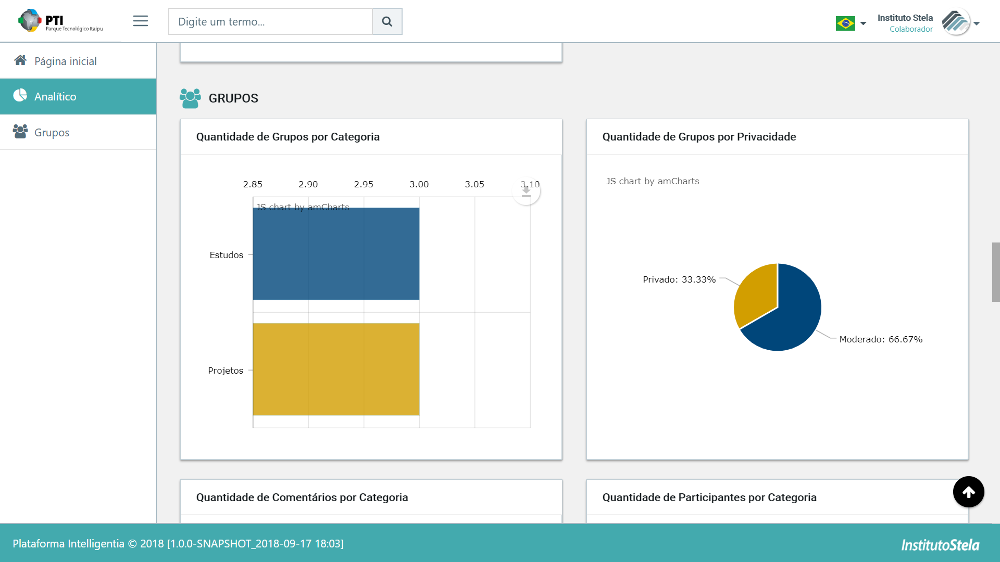 PTI
Parque Tecnológico Itaipu
Digite um termo...
Instituto Stela
Colaborador
Página inicial
Analítico
Grupos
GRUPOS
Quantidade de Grupos por Categoria
2.85 2.90 2.95 3.00 3.05 3.10
JS chart by amCharts
Estudos
Projetos
Quantidade de Grupos por Privacidade
JS chart by amCharts
Privado: 33.33%
Moderado: 66.67%
Quantidade de Comentários por Categoria
Quantidade de Participantes por Categoria
Plataforma Intelligentia © 2018 [1.0.0-SNAPSHOT_2018-09-17 18:03]
InstitutoStela